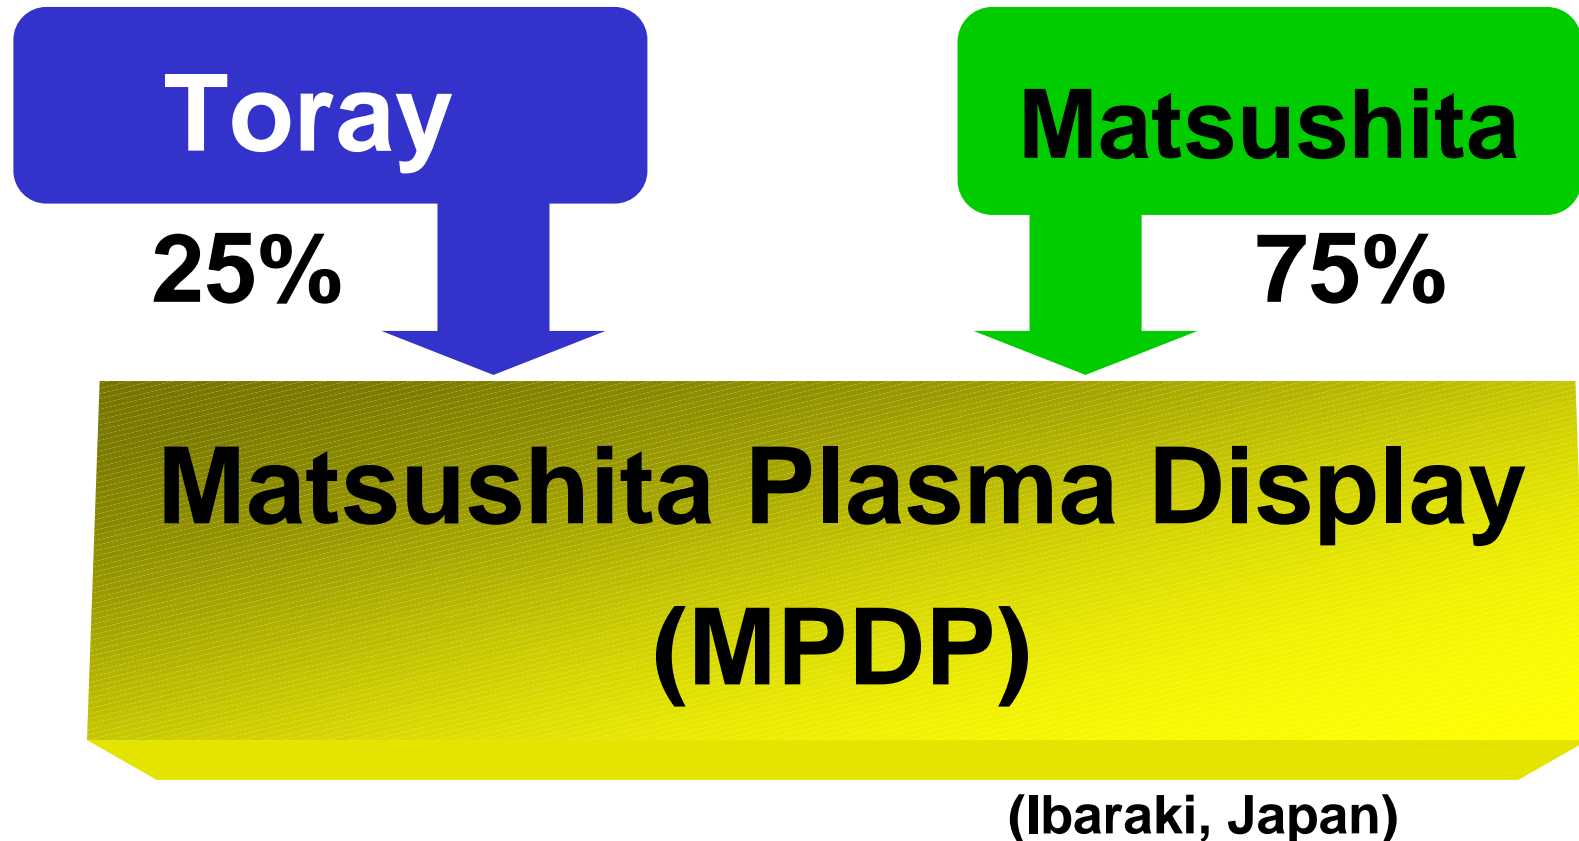 Toray
Matsushita
25%
75%
Matsushita Plasma Display
(MPDP)
(Ibaraki, Japan)